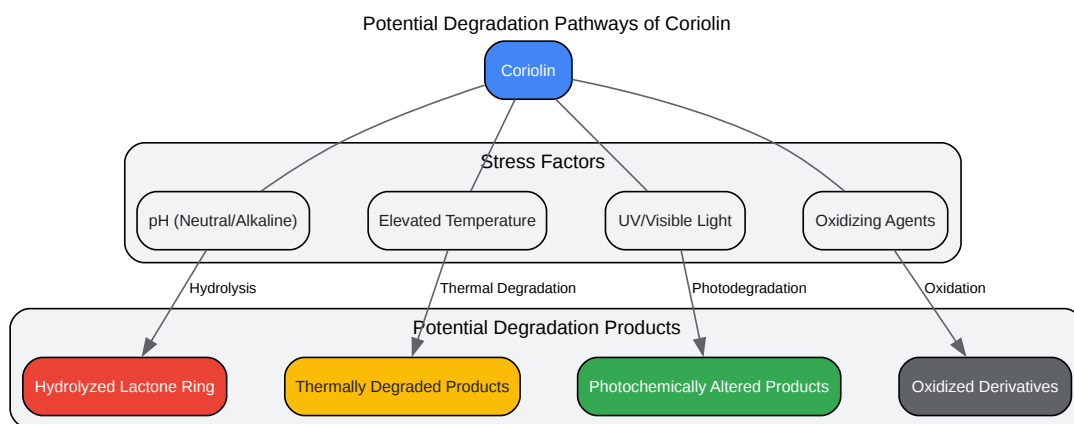 Potential Degradation Pathways of Coriolin
Coriolin
Stress Factors
pH (Neutral/Alkaline)
Elevated Temperature
UV/Visible Light
Oxidizing Agents
Hydrolysis
Thermal Degradation
Photodegradation
Oxidation
Potential Degradation Products
Hydrolyzed Lactone Ring
Thermally Degraded Products
Photochemically Altered Products
Oxidized Derivatives